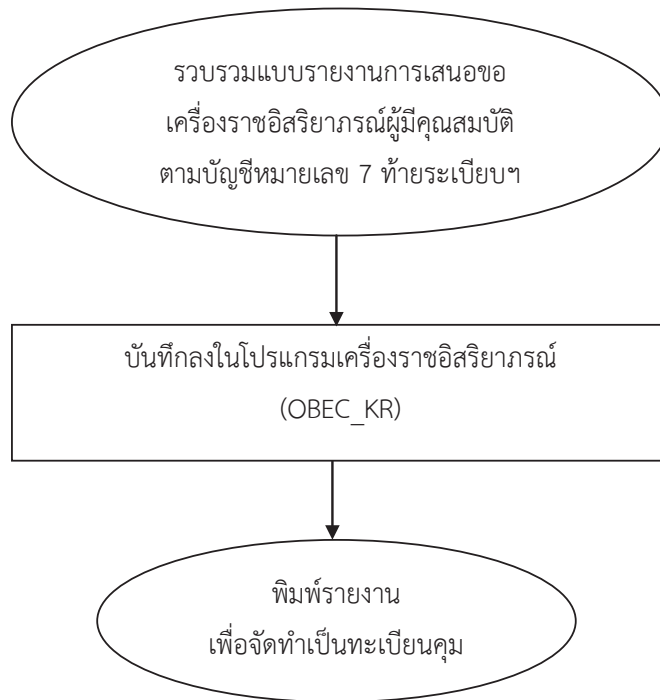 รวบรวมแบบรายงานการเสนอขอ
เครื่องราชอิสริยาภรณ์ผู้มีคุณสมบัติ
ตามบัญชีหมายเลข 7 ท้ายระเบียบฯ
บันทึกลงในโปรแกรมเครื่องราชอิสริยาภรณ์
(OBEC_KR)
พิมพ์รายงาน
เพื่อจัดทำเป็นทะเบียนคุม